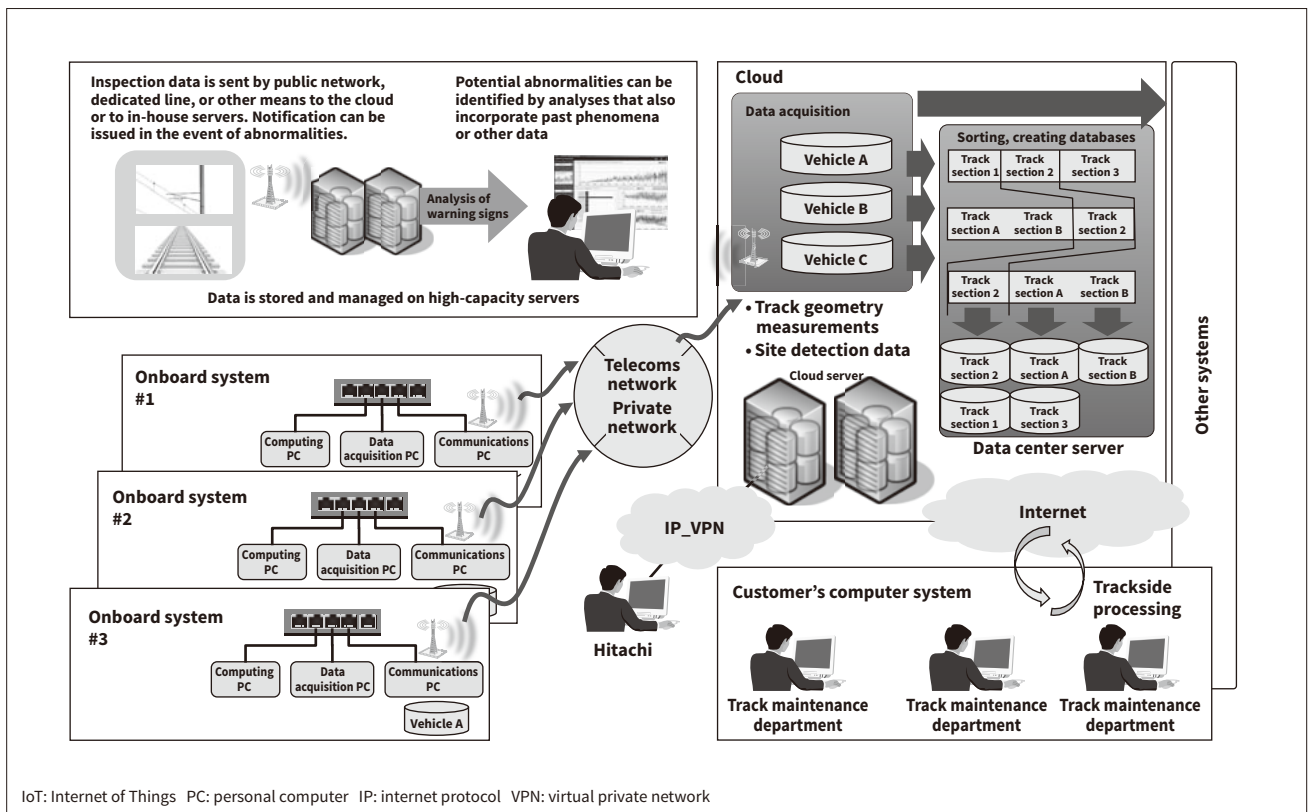 Inspection data is sent by public network,
dedicated line, or other means to the cloud
or to in-house servers. Notification can be
issued in the event of abnormalities.
Potential abnormalities can be
identified by analyses that also
incorporate past phenomena
or other data
Analysis of
warning signs
Data is stored and managed on high-capacity servers
Onboard system
#1
Computing
PC
Data
acquisition PC
Communications
PC
Onboard system
#2
Computing
PC
Data
acquisition PC
Communications
PC
Onboard system
#3
Computing
PC
Data
acquisition PC
Communications
PC
Vehicle A
Telecoms
network
Private
network
Cloud
Data acquisition
Vehicle A
Vehicle B
Vehicle C
• Track geometry
measurements
• Site detection data
Cloud server
Sorting, creating databases
Track
section 1
Track
section 2
Track
section 3
Track
section A
Track
section B
Track
section 2
Track
section 2
Track
section A
Track
section B
Track
section 2
Track
section A
Track
section B
Track
section 1
Track
section 3
Data center server
Other systems
IP_VPN
Hitachi
Internet
Customer’s computer system
Trackside
processing
Track maintenance
department
Track maintenance
department
Track maintenance
department
IoT: Internet of Things PC: personal computer IP: internet protocol VPN: virtual private network